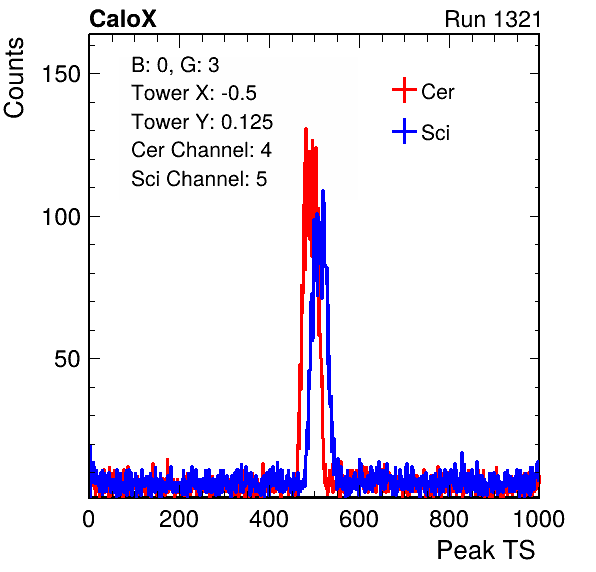 CaloX
Run 1321
Counts
B: 0, G: 3
Tower X: -0.5
Tower Y: 0.125
Cer Channel: 4
Sci Channel: 5
Cer
Sci
150
100
50
0 200 400 600 800 1000
Peak TS